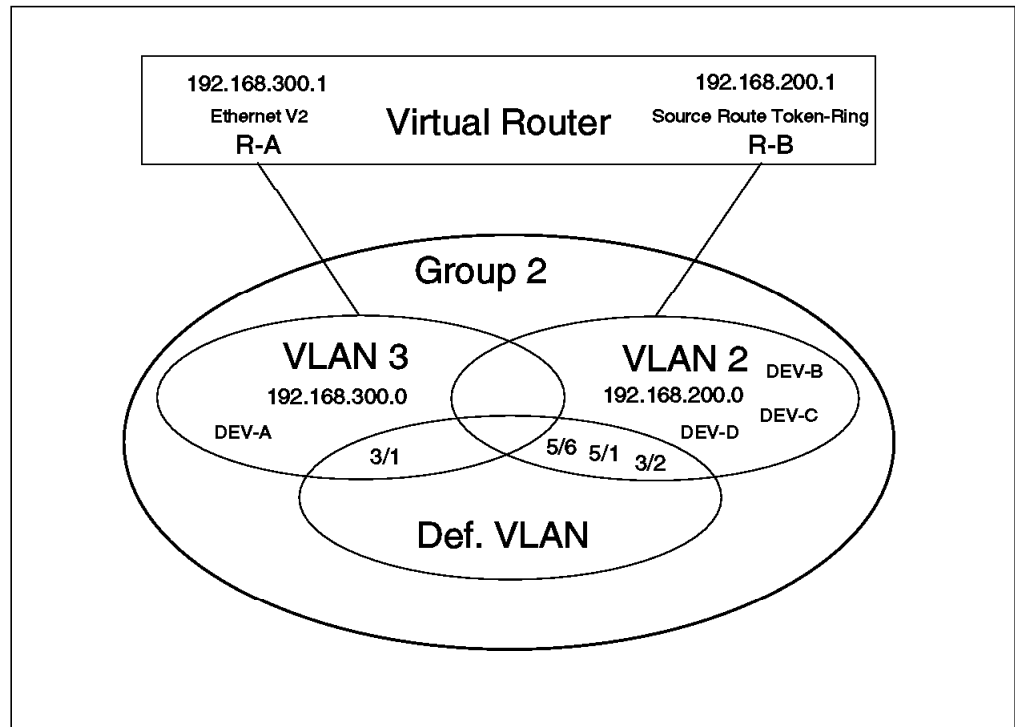 192.168.300.1
Ethernet V2
R-A
Virtual Router
192.168.200.1
Source Route Token-Ring
R-B
Group 2
VLAN 3
192.168.300.0
DEV-A
3/1
VLAN 2
192.168.200.0
DEV-B
DEV-C
DEV-D
5/6
5/1
3/2
Def. VLAN